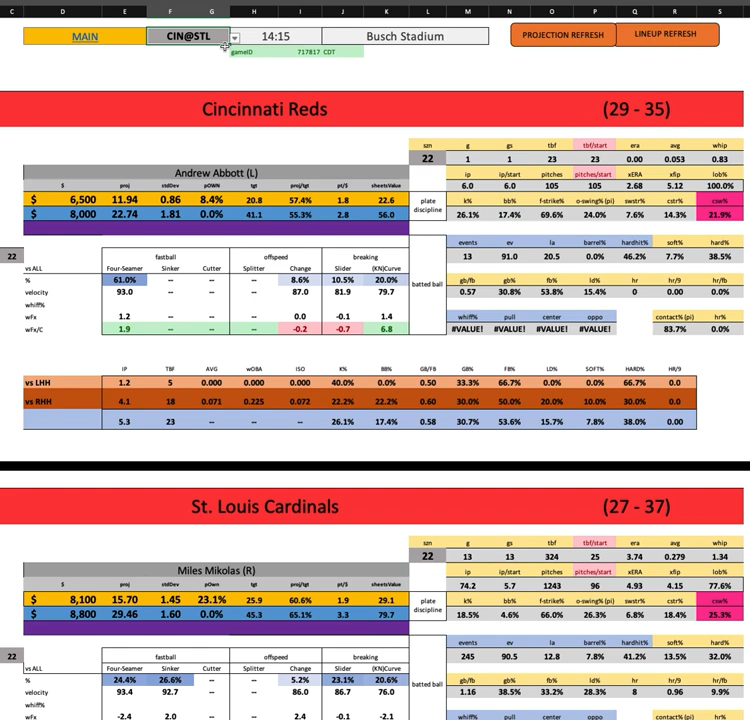 C D E F G H I J K L M N O P Q R S
MAIN CIN@STL 14:15 Busch Stadium PROJECTION REFRESH LINEUP REFRESH
gameID 717817 CDT
Cincinnati Reds (29 - 35)
szn g gs tbf tbf/start era avg whip
22 1 1 23 23 0.00 0.053 0.83
Andrew Abbott (L) ip ip/start pitches pitches/start xERA xfip lob%
$ proj stdDev pOWN tgt proj/tgt pt/$ sheetsValue 6.0 6.0 105 105 2.68 5.12 100.0%
$ 6,500 11.94 0.86 8.4% 20.8 57.4% 1.8 22.6 plate discipline k% bb% f-strike% o-swing% (pi) swstr% cstr% csw%
$ 8,000 22.74 1.81 0.0% 41.1 55.3% 2.8 56.0 26.1% 17.4% 69.6% 24.0% 7.6% 14.3% 21.9%
events ev la barrel% hardhit% soft% hard%
22 fastball offspeed breaking 13 91.0 20.5 0.0% 46.2% 7.7% 38.5%
vs ALL Four-Seamer Sinker Cutter Splitter Change Slider (KN)Curve
% 61.0% -- -- -- 8.6% 10.5% 20.0% batted ball gb/fb gb% fb% ld% hr hr/9 hr/fb
velocity 93.0 -- -- -- 87.0 81.9 79.7 0.57 30.8% 53.8% 15.4% 0 0.00 0.0%
whiff%
wFx 1.2 0.0 -0.1 1.4 whiff% pull center oppo contact% (pi) hr%
wFx/C 1.9 -- -- -- -0.2 -0.7 6.8 #VALUE! #VALUE! #VALUE! #VALUE! 83.7% 0.0%
IP TBF AVG wOBA ISO K% BB% GB/FB GB% FB% LD% SOFT% HARD% HR/9
vs LHH 1.2 5 0.000 0.000 0.000 40.0% 0.0% 0.50 33.3% 66.7% 0.0% 0.0% 66.7% 0.0
vs RHH 4.1 18 0.071 0.225 0.072 22.2% 22.2% 0.60 30.0% 50.0% 20.0% 10.0% 30.0% 0.0
5.3 23 -- -- -- 26.1% 17.4% 0.58 30.7% 53.6% 15.7% 7.8% 38.0% 0.00
St. Louis Cardinals (27 - 37)
szn g gs tbf tbf/start era avg whip
22 13 13 324 25 3.74 0.279 1.34
Miles Mikolas (R) ip ip/start pitches pitches/start xERA xfip lob%
$ proj stdDev pOwn tgt proj/tgt pt/$ sheetsValue 74.2 5.7 1243 96 4.93 4.15 77.6%
$ 8,100 15.70 1.45 23.1% 25.9 60.6% 1.9 29.1 plate discipline k% bb% f-strike% o-swing% (pi) swstr% cstr% csw%
$ 8,800 29.46 1.60 0.0% 45.3 65.1% 3.3 79.7 18.5% 4.6% 66.0% 26.3% 6.8% 18.4% 25.3%
events ev la barrel% hardhit% soft% hard%
22 fastball offspeed breaking 245 90.5 12.8 7.8% 41.2% 13.5% 32.0%
vs ALL Four-Seamer Sinker Cutter Splitter Change Slider (KN)Curve
% 24.4% 26.6% 5.2% 23.1% 20.6% batted ball gb/fb gb% fb% ld% hr hr/9 hr/fb
velocity 93.4 92.7 -- -- 86.0 86.7 76.0 1.16 38.5% 33.2% 28.3% 8 0.96 9.9%
whiff%
wFx -2.4 2.0 -- -- 2.4 -0.1 -2.1 whiff% pull center oppo contact% (pi) hr%